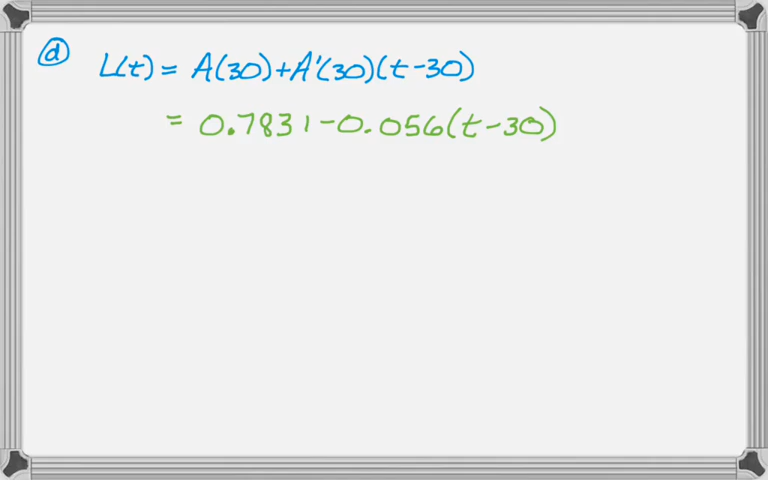 ⓓ L(t) = A(30)+A'(30)(t-30)
= 0.7831-0.056(t-30)